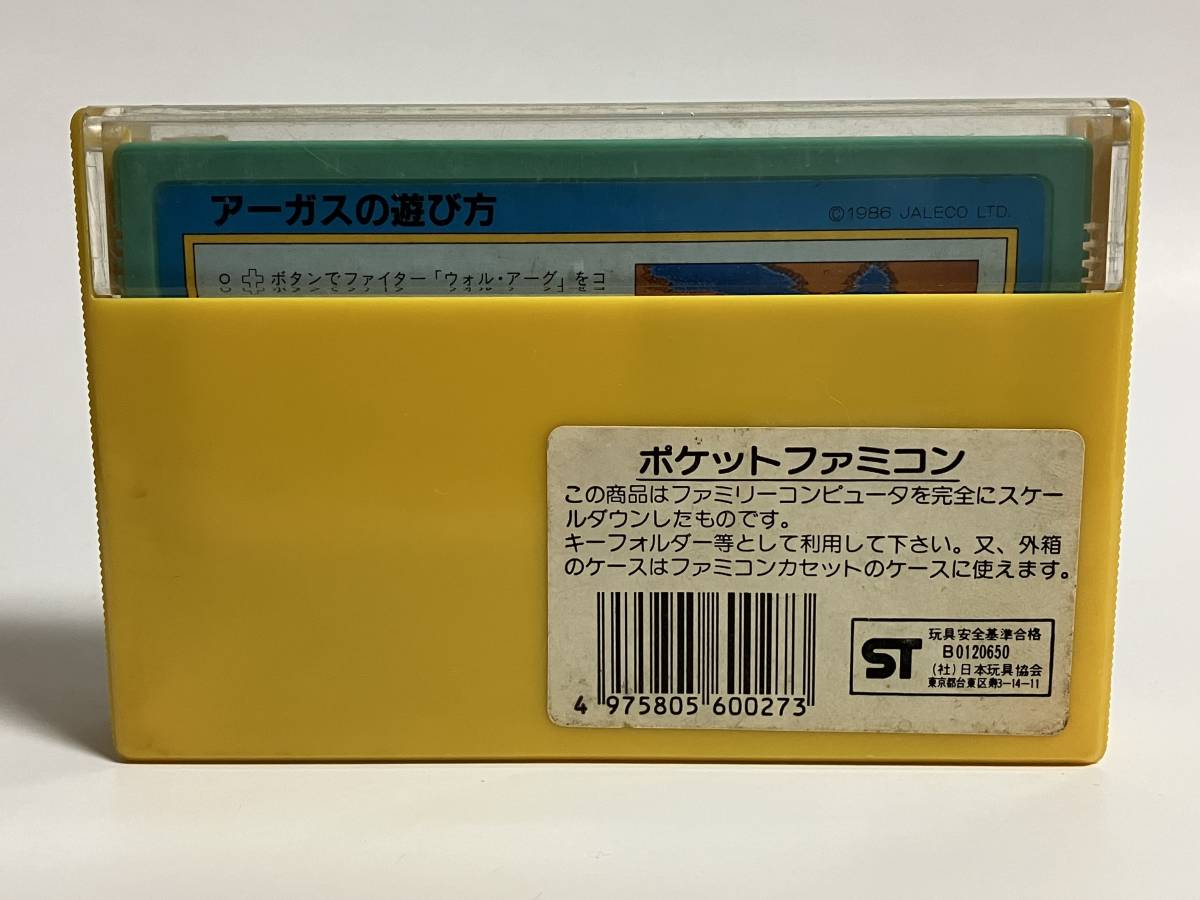 アーガスの遊び方
©1986 JALECO LTD.
ボタンでファイター「ウォル・アーグ」をコ
ポケットファミコン
この商品はファミリーコンピュータを完全にスケー
ルダウンしたものです。
キーフォルダー等として利用して下さい。又、外箱
のケースはファミコンカセットのケースに使えます。
4 975805 600273
ST
玩具安全基準合格
B0120650
(社)日本玩具協会
東京都台東区寿3-14-11